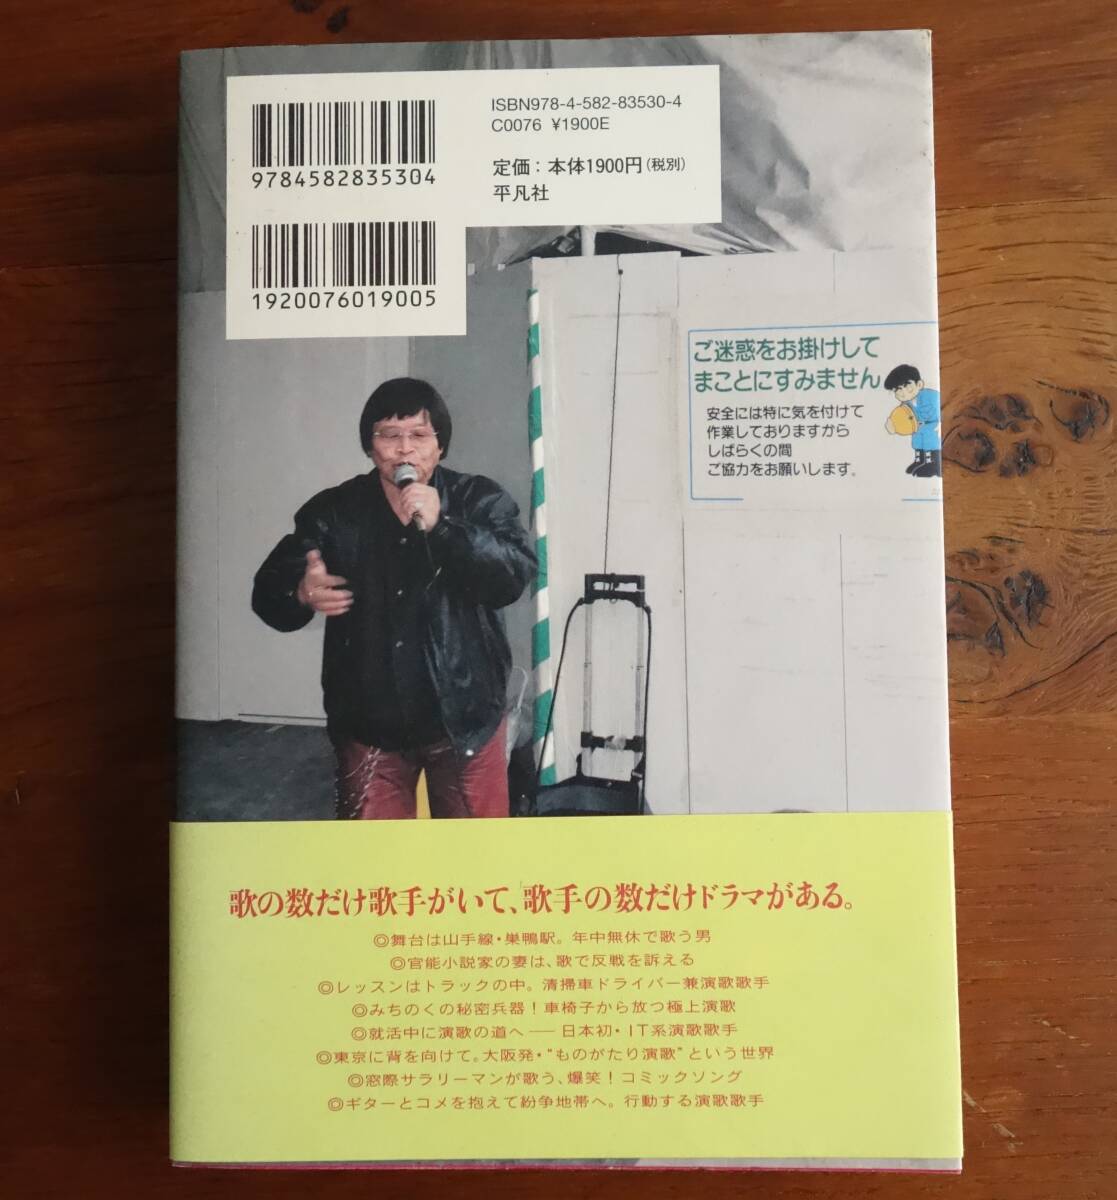 ISBN978-4-582-83530-4
C0076 ¥1900E
定価：本体1900円（税別）
平凡社
9784582835304
1920076019005
ご迷惑をお掛けして
まことにすみません
安全には特に気を付けて
作業しておりますから
しばらくの間
ご協力をお願いします。
歌の数だけ歌手がいて、歌手の数だけドラマがある。
◎舞台は山手線・巣鴨駅。年中無休で歌う男
◎官能小説家の妻は、歌で反戦を訴える
◎レッスンはトラックの中。清掃車ドライバー兼演歌歌手
◎みちのくの秘密兵器！車椅子から放つ極上演歌
◎就活中に演歌の道へ――日本初・IT系演歌歌手
◎東京に背を向けて。大阪発・“ものがたり演歌”という世界
◎窓際サラリーマンが歌う、爆笑！コミックソング
◎ギターとコメを抱えて紛争地帯へ。行動する演歌歌手